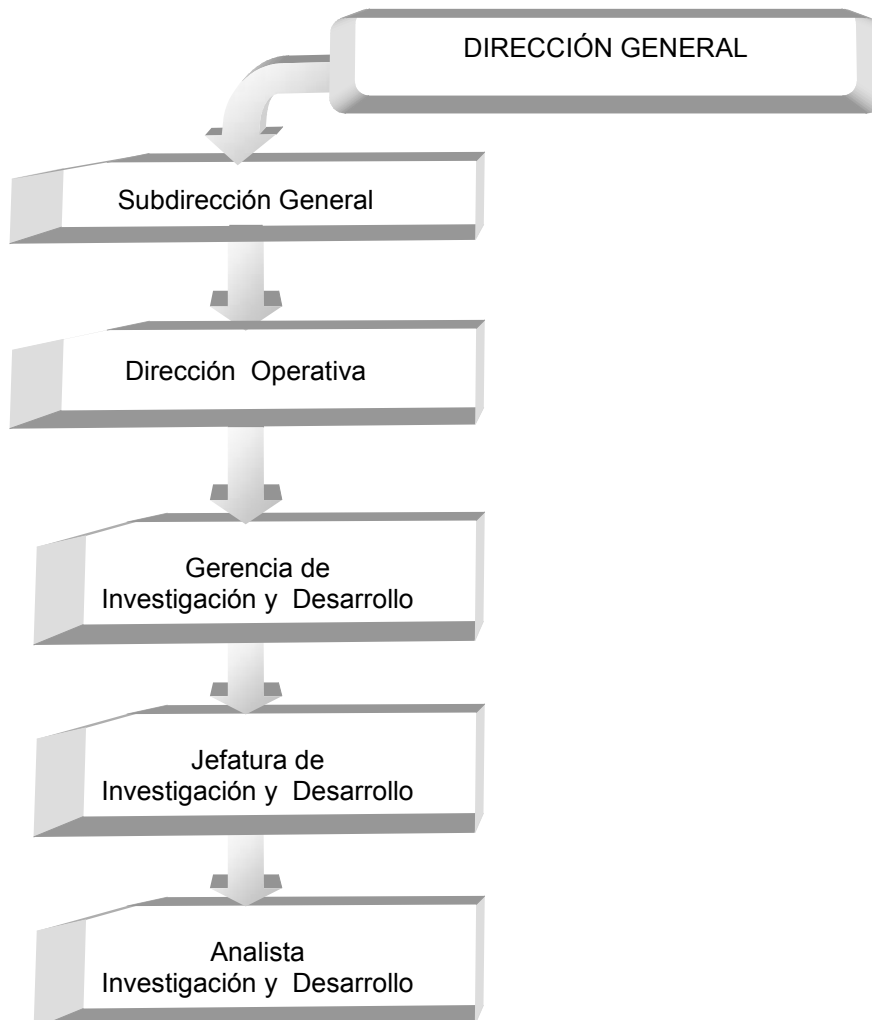 DIRECCIÓN GENERAL
Subdirección General
Dirección Operativa
Gerencia de
Investigación y Desarrollo
Jefatura de
Investigación y Desarrollo
Analista
Investigación y Desarrollo